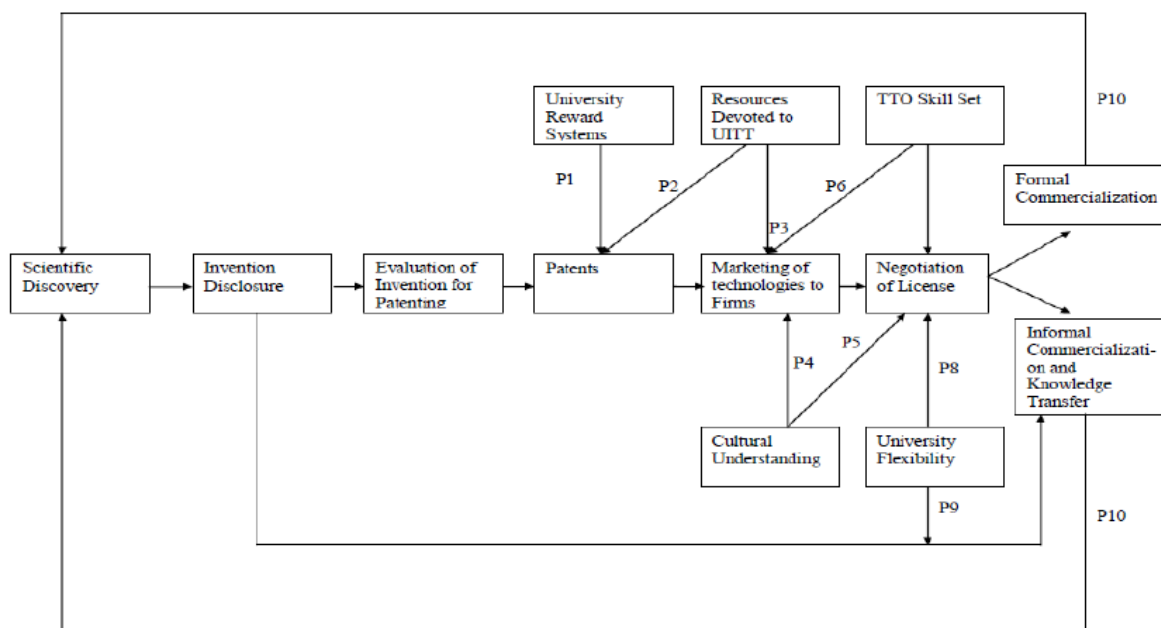 University
Reward
Systems
Resources
Devoted to
UITT
TTO Skill Set
P10
P1
P2
P6
Formal
Commercialization
P3
Scientific
Discovery
Invention
Disclosure
Evaluation of
Invention for
Patenting
Patents
Marketing of
technologies to
Firms
Negotiation
of License
Informal
Commercializati-
on and
Knowledge
Transfer
P4
P5
P8
Cultural
Understanding
University
Flexibility
P9
P10